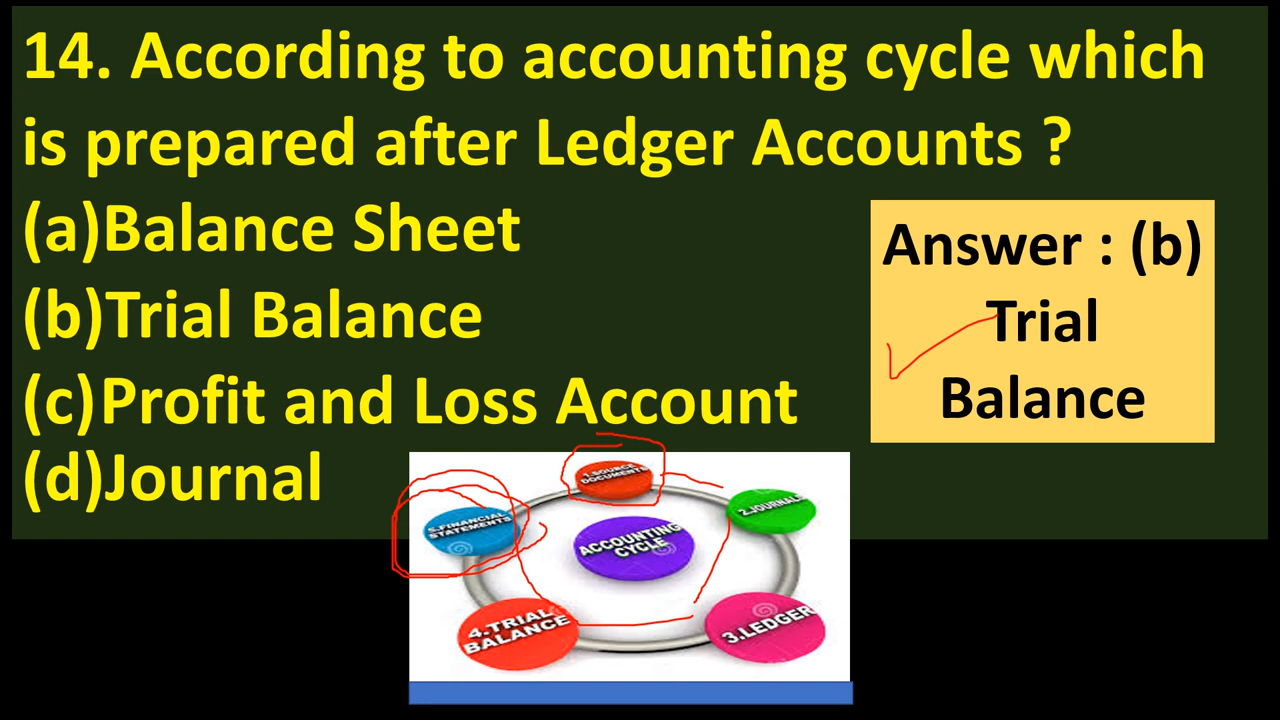 14. According to accounting cycle which
is prepared after Ledger Accounts ?
(a)Balance Sheet
(b)Trial Balance
(c)Profit and Loss Account
(d)Journal
Answer : (b)
Trial
Balance
1.SOURCE
DOCUMENTS
2.JOURNAL
3.LEDGER
4.TRIAL
BALANCE
5.FINANCIAL
STATEMENTS
ACCOUNTING
CYCLE